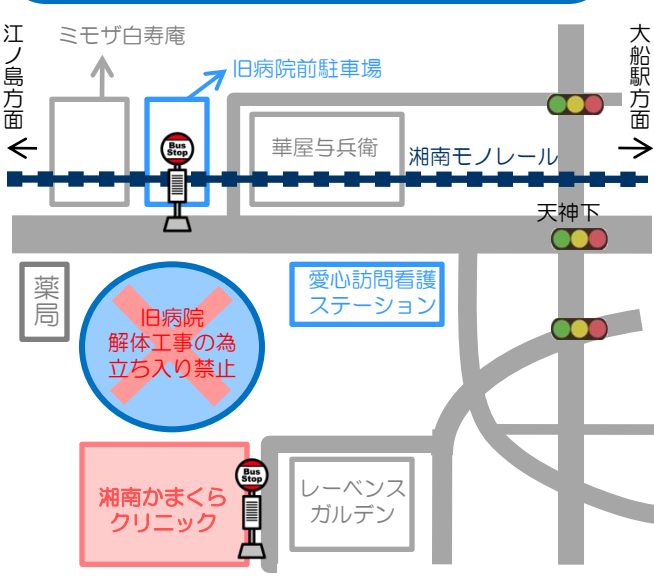 江ノ島方面
ミモザ白寿庵
大船駅方面
旧病院前駐車場
Bus
Stop
華屋与兵衛
湘南モノレール
天神下
薬局
愛心訪問看護
ステーション
旧病院
解体工事の為
立ち入り禁止
湘南かまくら
クリニック
Bus
Stop
レーベンス
ガルデン